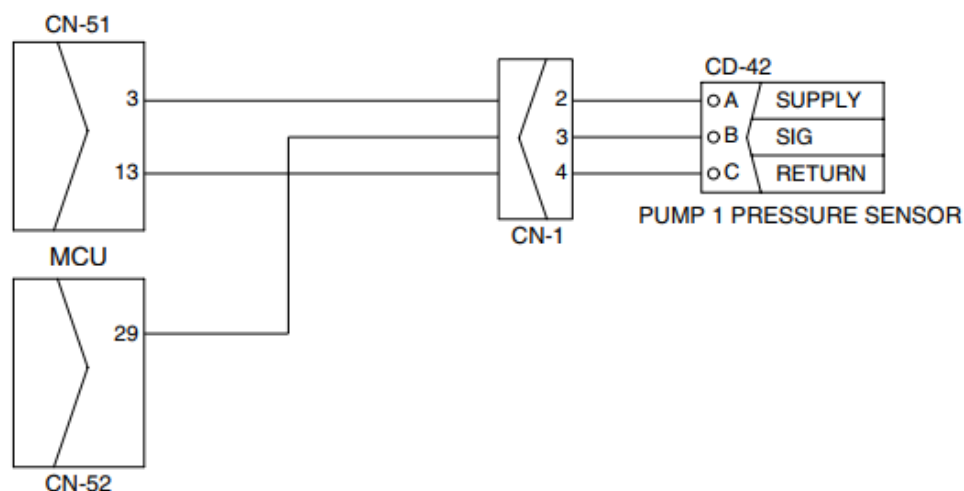 CN-51
3
13
MCU
29
CN-52
2
3
4
CN-1
CD-42
A SUPPLY
B SIG
C RETURN
PUMP 1 PRESSURE SENSOR